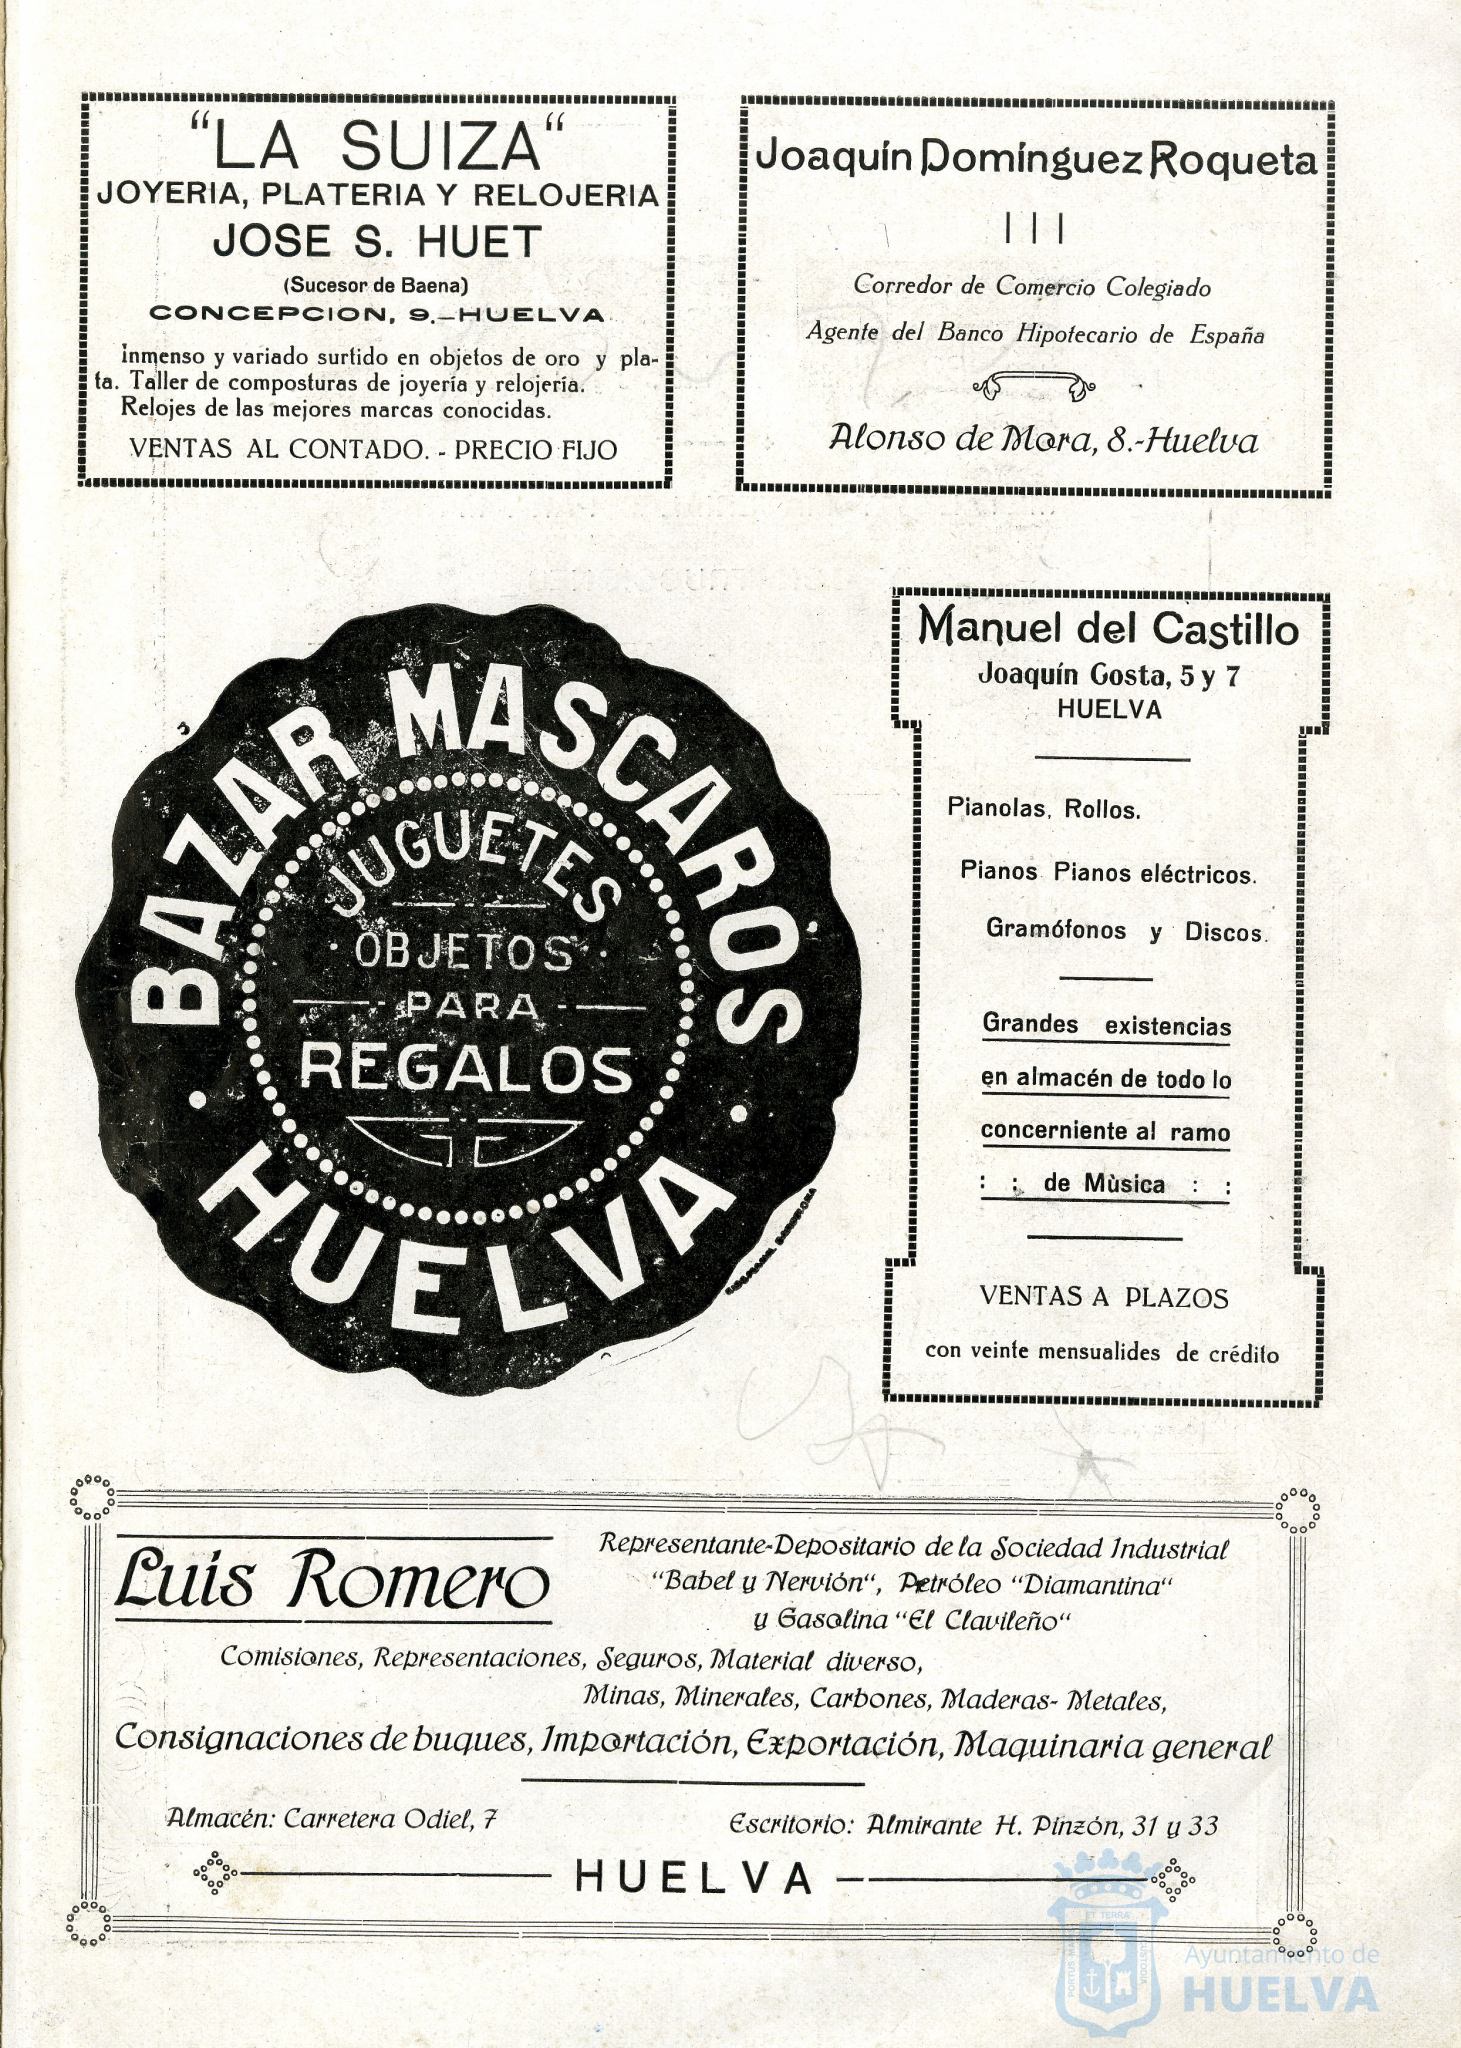 "LA SUIZA"
JOYERIA, PLATERIA Y RELOJERIA
JOSE S. HUET
(Sucesor de Baena)
CONCEPCION, 9.—HUELVA
Inmenso y variado surtido en objetos de oro y pla-
ta. Taller de composturas de joyería y relojería.
Relojes de las mejores marcas conocidas.
VENTAS AL CONTADO. - PRECIO FIJO
Joaquín Domínguez Roqueta
Corredor de Comercio Colegiado
Agente del Banco Hipotecario de España
Alonso de Mora, 8.-Huelva
BAZAR MASCAROS
JUGUETES
OBJETOS
PARA
REGALOS
HUELVA
Manuel del Castillo
Joaquín Costa, 5 y 7
HUELVA
Pianolas, Rollos.
Pianos Pianos eléctricos.
Gramófonos y Discos.
Grandes existencias
en almacén de todo lo
concerniente al ramo
: : de Mùsica : :
VENTAS A PLAZOS
con veinte mensualides de crédito
Luis Romero
Representante-Depositario de la Sociedad Industrial
"Babel y Nervión", Petróleo "Diamantina"
y Gasolina "El Clavileño"
Comisiones, Representaciones, Seguros, Material diverso,
Minas, Minerales, Carbones, Maderas- Metales,
Consignaciones de buques, Importación, Exportación, Maquinaria general
Almacén: Carretera Odiel, 7
Escritorio: Almirante H. Pinzón, 31 y 33
HUELVA
Ayuntamiento de
HUELVA